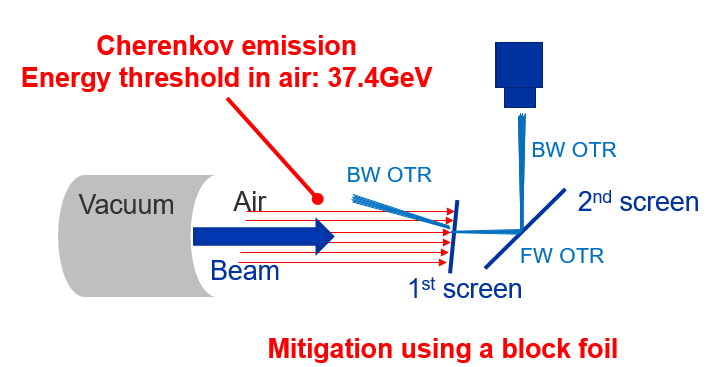 Cherenkov emission
Energy threshold in air: 37.4GeV
BW OTR
BW OTR
Vacuum
Air
2nd screen
Beam
FW OTR
1st screen
Mitigation using a block foil